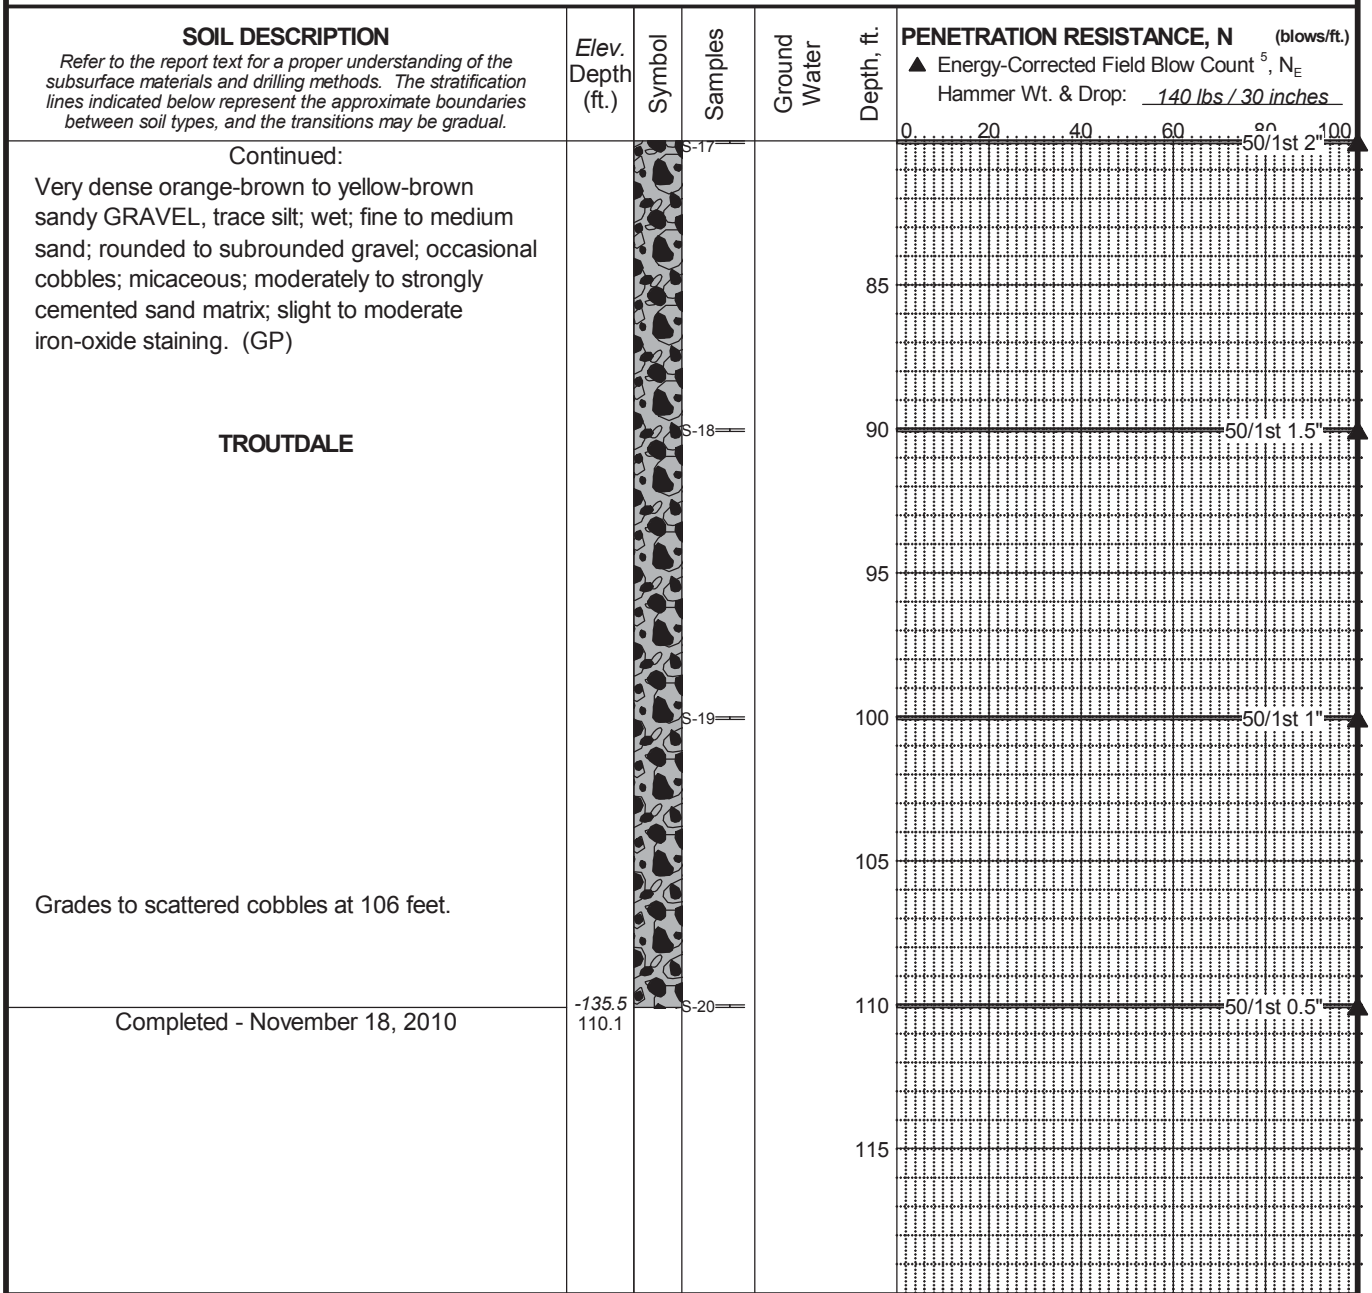 SOIL DESCRIPTION
Refer to the report text for a proper understanding of the
subsurface materials and drilling methods. The stratification
lines indicated below represent the approximate boundaries
between soil types, and the transitions may be gradual.
Elev.
Depth
(ft.)
Symbol
Samples
Ground
Water
Depth, ft.
PENETRATION RESISTANCE, N (blows/ft.)
▲ Energy-Corrected Field Blow Count 5, NE
Hammer Wt. & Drop: 140 lbs / 30 inches
0 20 40 60 80 100
Continued:
Very dense orange-brown to yellow-brown
sandy GRAVEL, trace silt; wet; fine to medium
sand; rounded to subrounded gravel; occasional
cobbles; micaceous; moderately to strongly
cemented sand matrix; slight to moderate
iron-oxide staining. (GP)
TROUTDALE
Grades to scattered cobbles at 106 feet.
Completed - November 18, 2010
-135.5
110.1
S-17
S-18
S-19
S-20
85
90
95
100
105
110
115
50/1st 2"
50/1st 1.5"
50/1st 1"
50/1st 0.5"